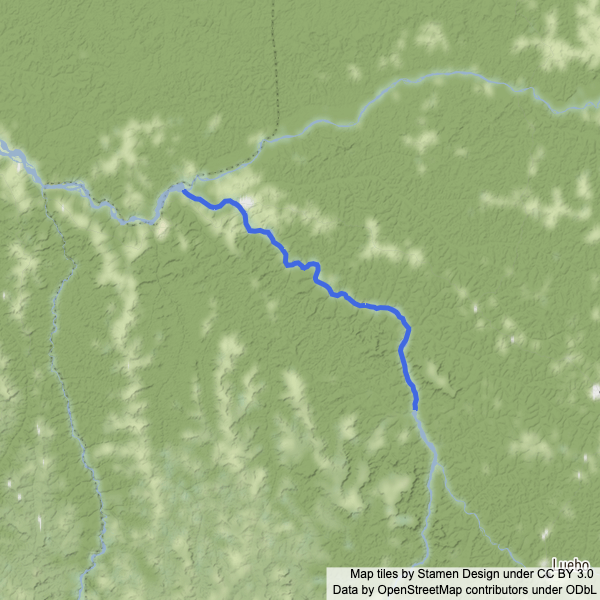 Luebo
Map tiles by Stamen Design under CC BY 3.0
Data by OpenStreetMap contributors under ODbL